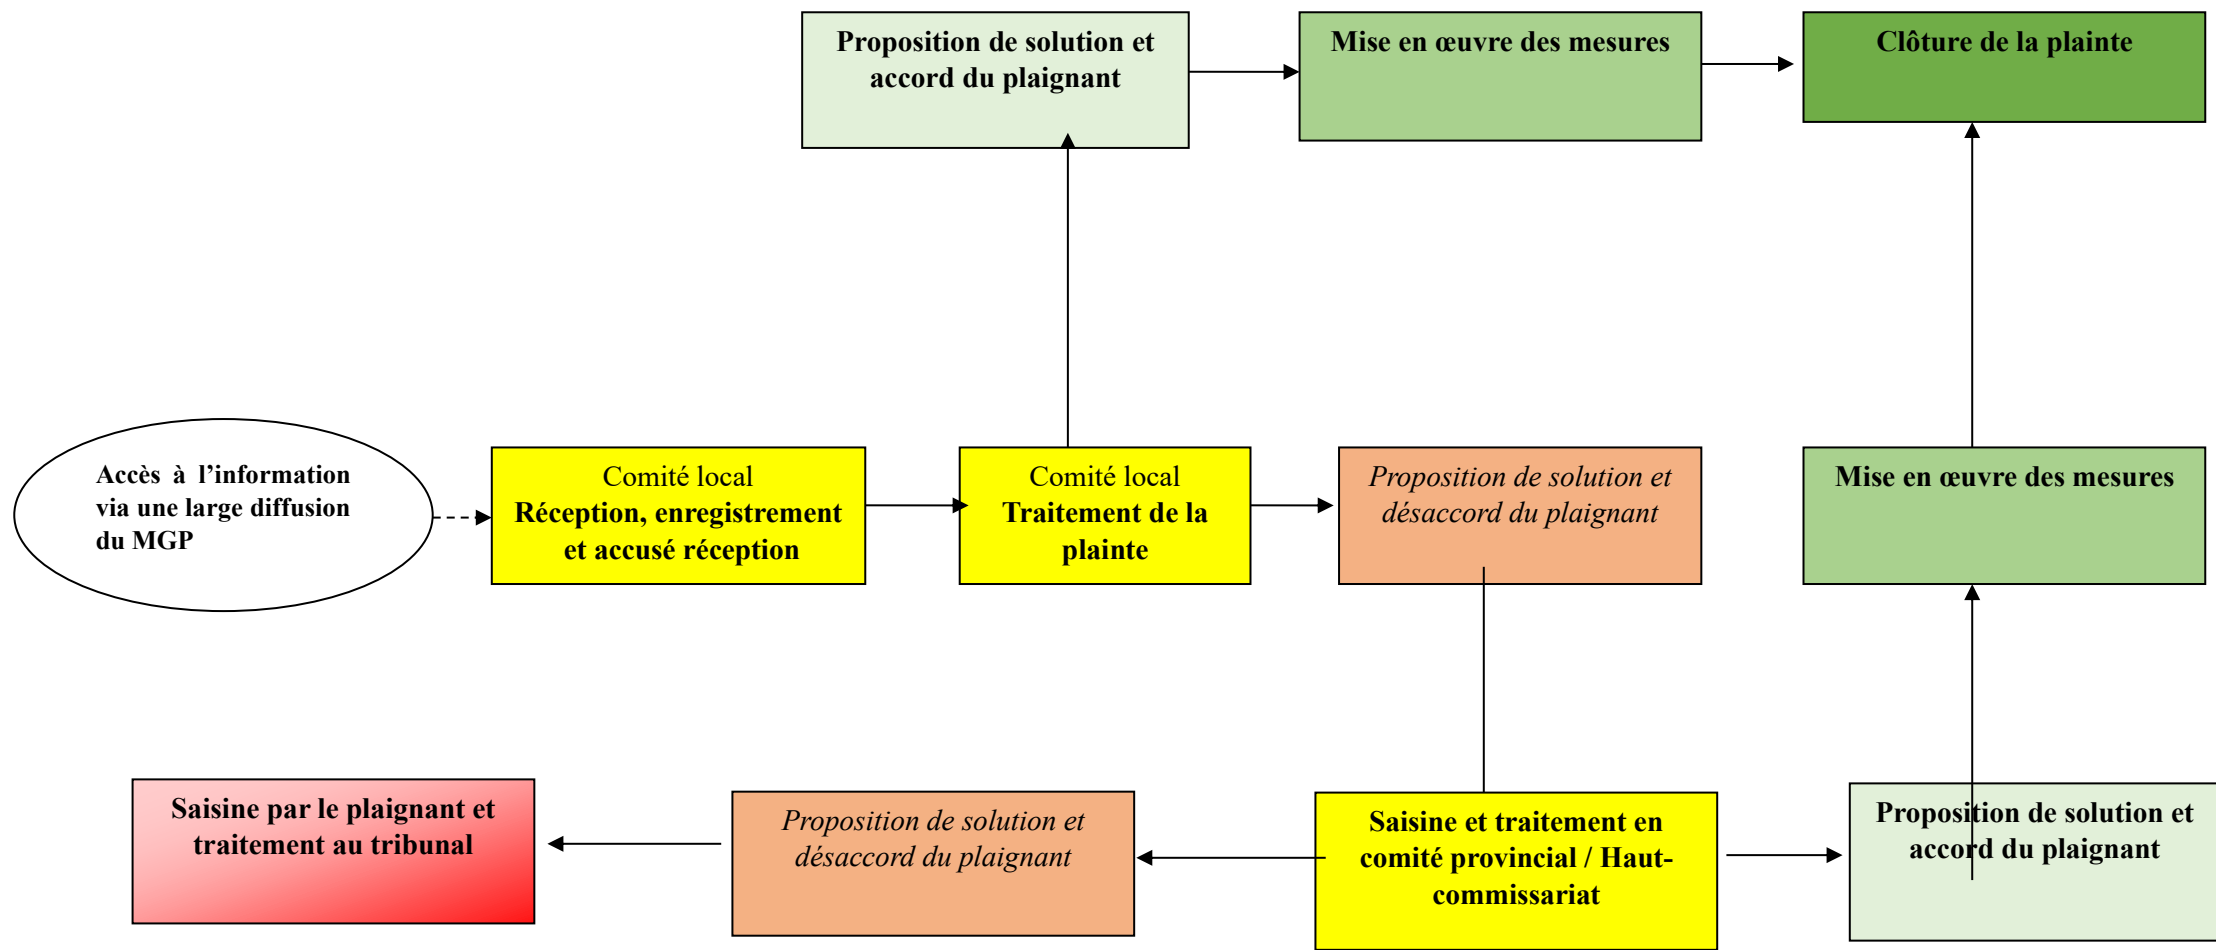 Proposition de solution et
accord du plaignant
Mise en œuvre des mesures
Clôture de la plainte
Accès à l’information
via une large diffusion
du MGP
Comité local
Réception, enregistrement
et accusé réception
Comité local
Traitement de la
plainte
Proposition de solution et
désaccord du plaignant
Mise en œuvre des mesures
Saisine par le plaignant et
traitement au tribunal
Proposition de solution et
désaccord du plaignant
Saisine et traitement en
comité provincial / Haut-
commissariat
Proposition de solution et
accord du plaignant